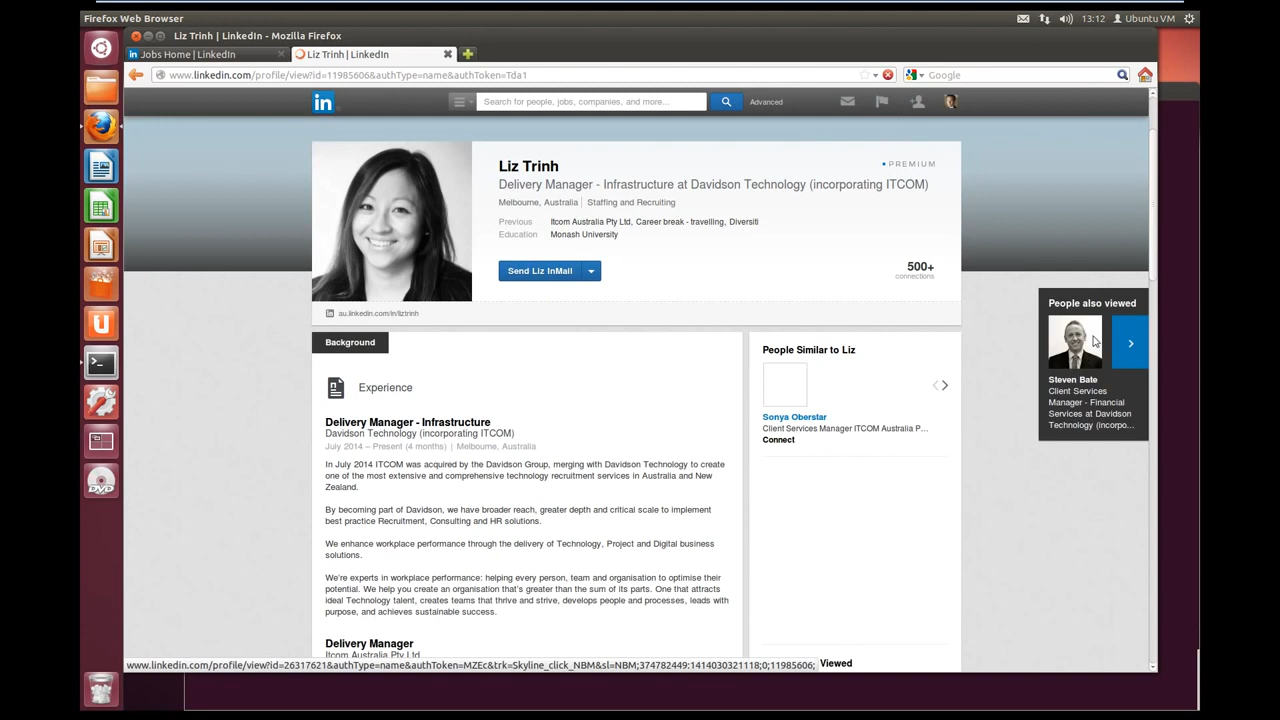 Firefox Web Browser
13:12
Ubuntu VM
Liz Trinh | LinkedIn - Mozilla Firefox
Jobs Home | LinkedIn
Liz Trinh | LinkedIn
www.linkedin.com/profile/view?id=11985606&authType=name&authToken=Tda1
Google
in
Search for people, jobs, companies, and more...
Advanced
Liz Trinh
PREMIUM
Delivery Manager - Infrastructure at Davidson Technology (incorporating ITCOM)
Melbourne, Australia | Staffing and Recruiting
Previous Itcom Australia Pty Ltd, Career break - travelling, Diversiti
Education Monash University
Send Liz InMail
500+
connections
au.linkedin.com/in/liztrinh
People also viewed
Steven Bate
Client Services
Manager - Financial
Services at Davidson
Technology (incorpo...
Background
Experience
Delivery Manager - Infrastructure
Davidson Technology (incorporating ITCOM)
July 2014 – Present (4 months) | Melbourne, Australia
In July 2014 ITCOM was acquired by the Davidson Group, merging with Davidson Technology to create
one of the most extensive and comprehensive technology recruitment services in Australia and New
Zealand.
By becoming part of Davidson, we have broader reach, greater depth and critical scale to implement
best practice Recruitment, Consulting and HR solutions.
We enhance workplace performance through the delivery of Technology, Project and Digital business
solutions.
We're experts in workplace performance: helping every person, team and organisation to optimise their
potential. We help you create an organisation that's greater than the sum of its parts. One that attracts
ideal Technology talent, creates teams that thrive and strive, develops people and processes, leads with
purpose, and achieves sustainable success.
Delivery Manager
Itcom Australia Pty Ltd
People Similar to Liz
Sonya Oberstar
Client Services Manager ITCOM Australia P...
Connect
Viewed
www.linkedin.com/profile/view?id=26317621&authType=name&authToken=MZEc&trk=Skyline_click_NBM&sl=NBM;374782449:1414030321118;0;11985606;